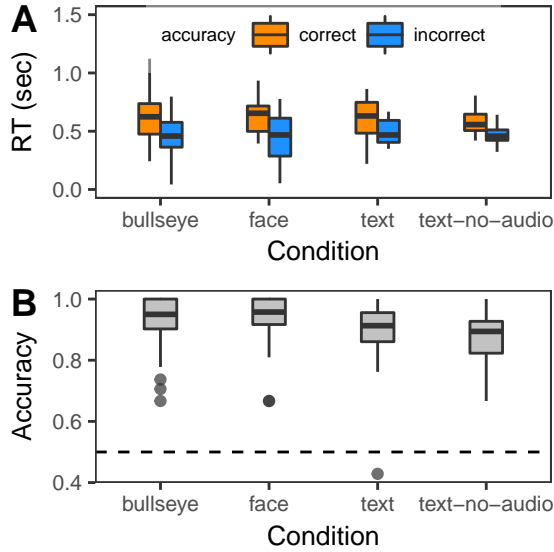 A
accuracy correct incorrect
RT (sec)
1.5
1.0
0.5
0.0
bullseye face text text−no−audio
Condition
B
Accuracy
1.0
0.8
0.6
0.4
bullseye face text text−no−audio
Condition